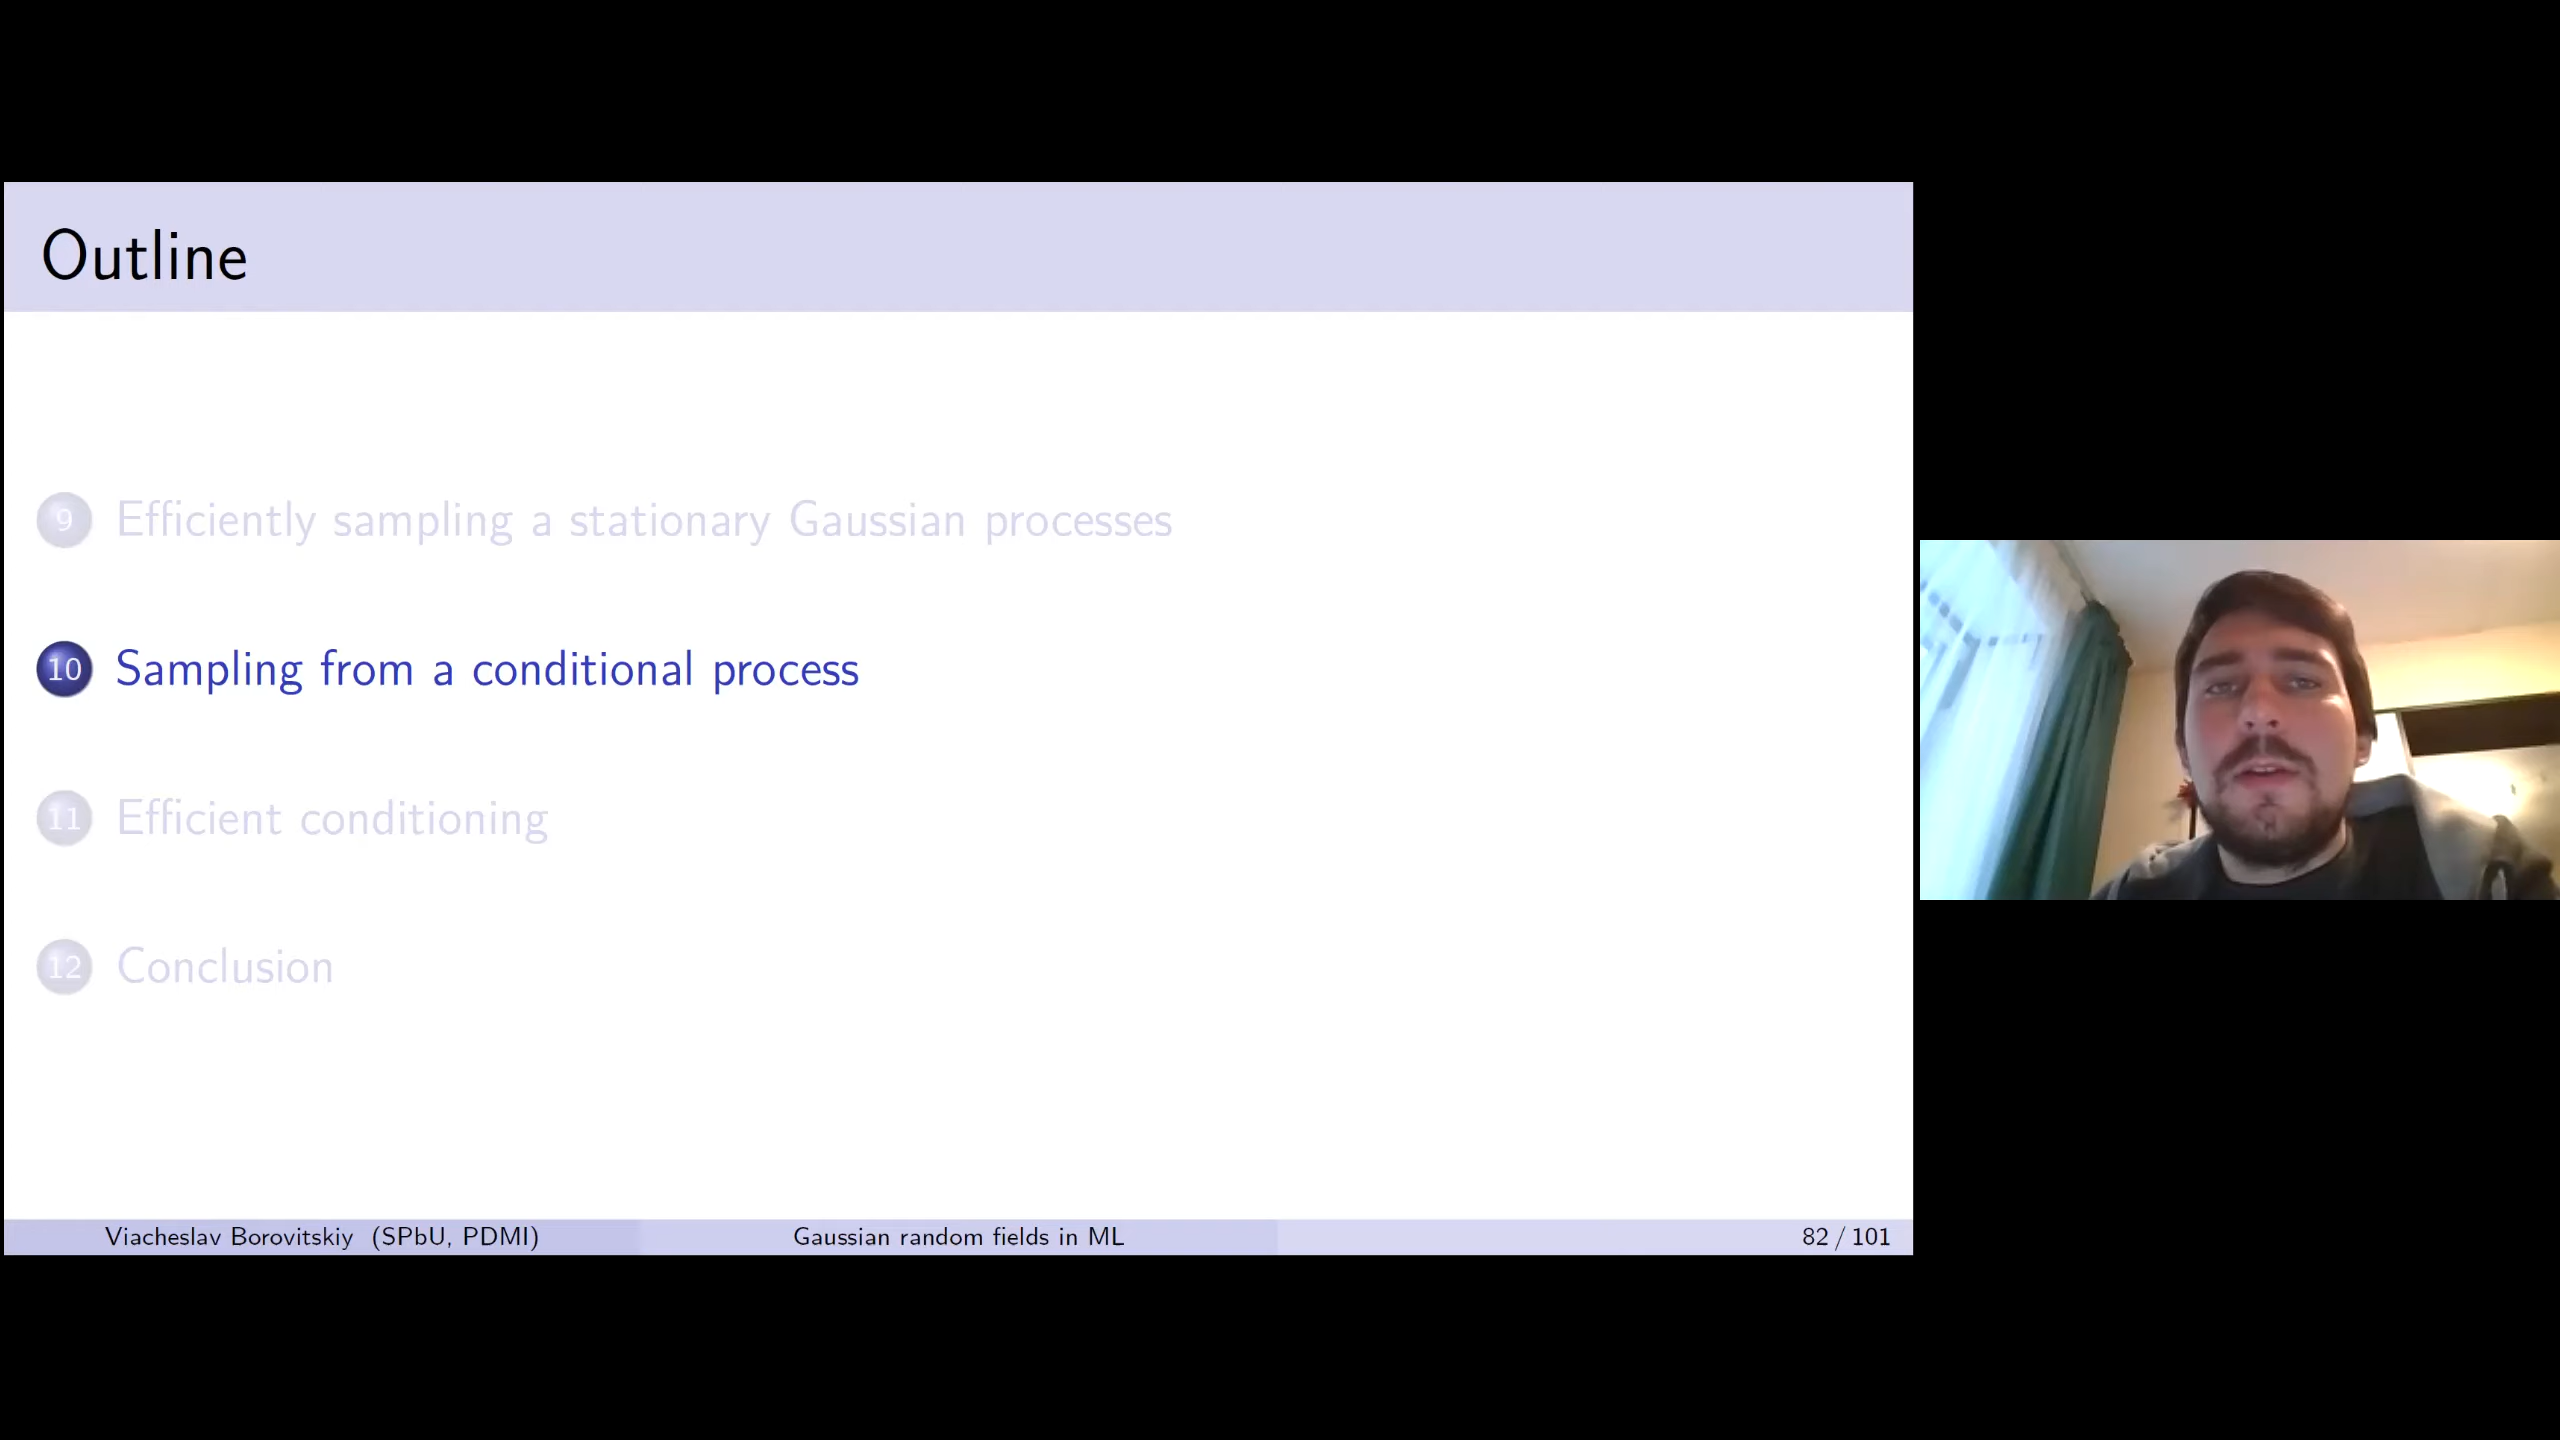 Outline
9 Efficiently sampling a stationary Gaussian processes
10 Sampling from a conditional process
11 Efficient conditioning
12 Conclusion
Viacheslav Borovitskiy (SPbU, PDMI) Gaussian random fields in ML 82 / 101